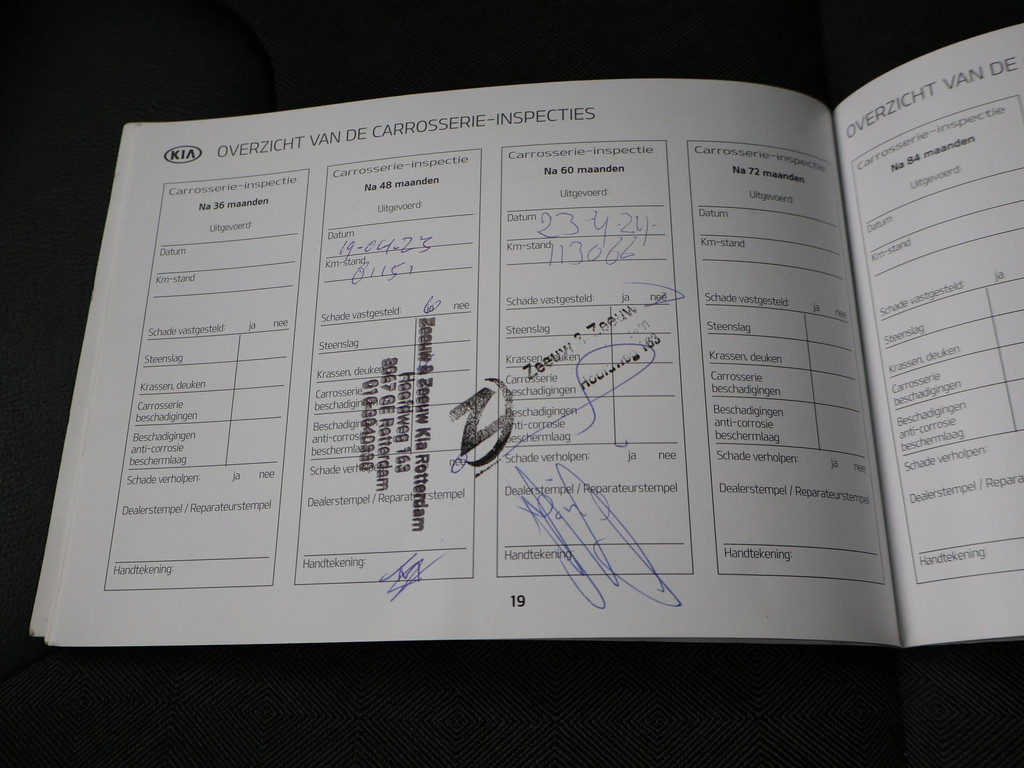 KIA OVERZICHT VAN DE CARROSSERIE-INSPECTIES
Carrosserie-inspectie
Na 36 maanden
Uitgevoerd:
Datum
Km-stand
Schade vastgesteld: ja nee
Steenslag
Krassen, deuken
Carrosserie
beschadigingen
Beschadigingen
anti-corrosie
beschermlaag
Schade verholpen: ja nee
Dealerstempel / Reparateurstempel
Handtekening:
Carrosserie-inspectie
Na 48 maanden
Uitgevoerd:
Datum
19-04-23
Km-stand
81151
Schade vastgesteld: nee
Steenslag
Krassen, deuken
Carrosserie
beschadigingen
Beschadigingen
anti-corrosie
beschermlaag
Schade verholpen: nee
Dealerstempel / Reparateurstempel
Handtekening:
Zeeuw & Zeeuw Kia Rotterdam
Hoofdweg 163
Rotterdam
Carrosserie-inspectie
Na 60 maanden
Uitgevoerd:
Datum 23-4-24
Km-stand 113066
Schade vastgesteld: ja nee
Steenslag
Krassen, deuken
Carrosserie
beschadigingen
Beschadigingen
anti-corrosie
beschermlaag
Schade verholpen: ja nee
Dealerstempel / Reparateurstempel
Handtekening:
Z
Zeeuw & Zeeuw
Hoofdweg 163
Carrosserie-inspectie
Na 72 maanden
Uitgevoerd:
Datum
Km-stand
Schade vastgesteld: ja nee
Steenslag
Krassen, deuken
Carrosserie
beschadigingen
Beschadigingen
anti-corrosie
beschermlaag
Schade verholpen: ja nee
Dealerstempel / Reparateurstempel
Handtekening:
19
OVERZICHT VAN DE
Carrosserie-inspectie
Na 84 maanden
Uitgevoerd:
Datum
Km-stand
Schade vastgesteld: ja
Steenslag
Krassen, deuken
Carrosserie
beschadigingen
Beschadigingen
anti-corrosie
beschermlaag
Schade verholpen:
Dealerstempel / Repara
Handtekening: